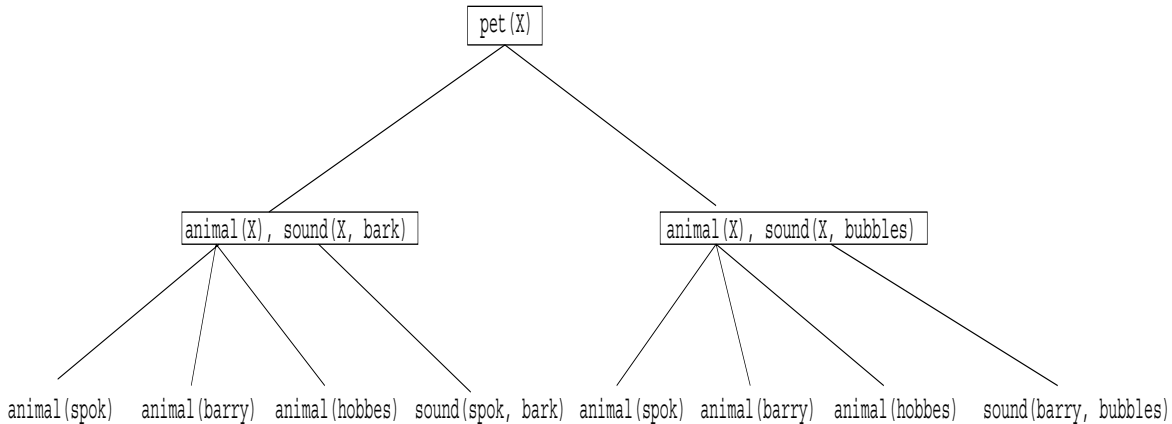 pet(X)
animal(X), sound(X, bark)
animal(X), sound(X, bubbles)
animal(spok)
animal(barry)
animal(hobbes)
sound(spok, bark)
animal(spok)
animal(barry)
animal(hobbes)
sound(barry, bubbles)